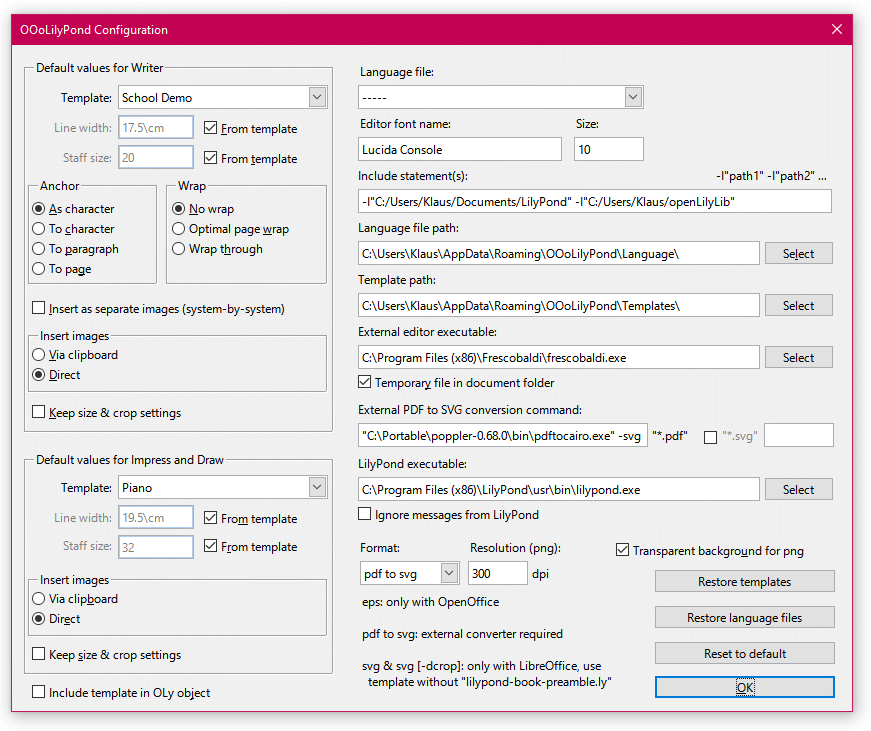 OOoLilyPond Configuration
Default values for Writer
Template: School Demo
Line width: 17.5\cm From template
Staff size: 20 From template
Anchor
As character
To character
To paragraph
To page
Wrap
No wrap
Optimal page wrap
Wrap through
Insert as separate images (system-by-system)
Insert images
Via clipboard
Direct
Keep size & crop settings
Default values for Impress and Draw
Template: Piano
Line width: 19.5\cm From template
Staff size: 32 From template
Insert images
Via clipboard
Direct
Keep size & crop settings
Include template in OLy object
Language file:
-----
Editor font name: Size:
Lucida Console 10
Include statement(s): -I"path1" -I"path2" ...
-I"C:/Users/Klaus/Documents/LilyPond" -I"C:/Users/Klaus/openLilyLib"
Language file path:
C:\Users\Klaus\AppData\Roaming\OOoLilyPond\Language\ Select
Template path:
C:\Users\Klaus\AppData\Roaming\OOoLilyPond\Templates\ Select
External editor executable:
C:\Program Files (x86)\Frescobaldi\frescobaldi.exe Select
Temporary file in document folder
External PDF to SVG conversion command:
"C:\Portable\poppler-0.68.0\bin\pdftocairo.exe" -svg "*.pdf" "*.svg"
LilyPond executable:
C:\Program Files (x86)\LilyPond\usr\bin\lilypond.exe Select
Ignore messages from LilyPond
Format: Resolution (png):
pdf to svg 300 dpi
eps: only with OpenOffice
pdf to svg: external converter required
svg & svg [-dcrop]: only with LibreOffice, use
template without "lilypond-book-preamble.ly"
Transparent background for png
Restore templates
Restore language files
Reset to default
OK